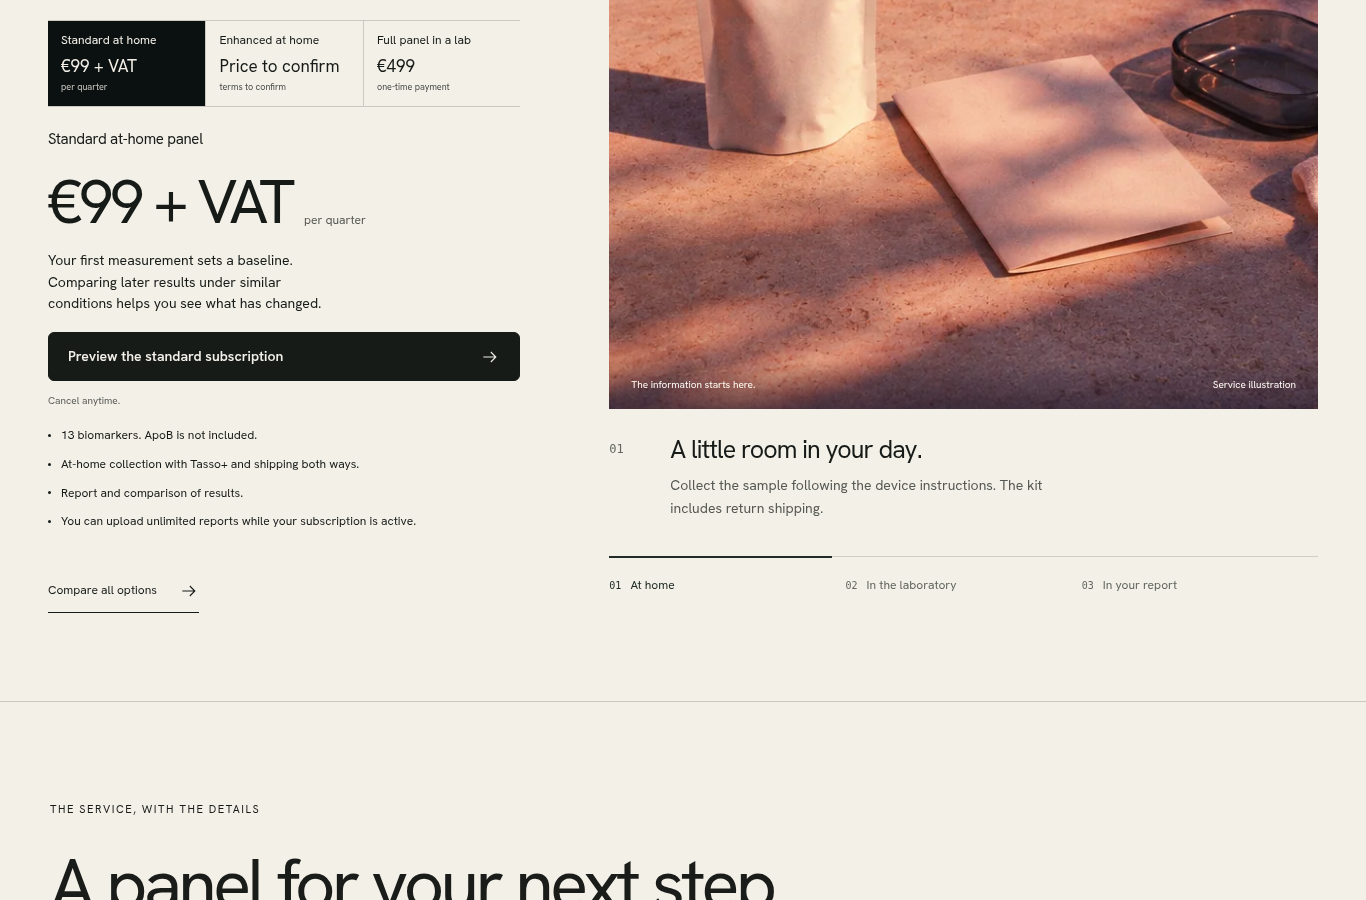 Standard at home
€99 + VAT
per quarter
Enhanced at home
Price to confirm
terms to confirm
Full panel in a lab
€499
one-time payment
Standard at-home panel
€99 + VAT per quarter
Your first measurement sets a baseline.
Comparing later results under similar
conditions helps you see what has changed.
Preview the standard subscription →
Cancel anytime.
• 13 biomarkers. ApoB is not included.
• At-home collection with Tasso+ and shipping both ways.
• Report and comparison of results.
• You can upload unlimited reports while your subscription is active.
Compare all options →
The information starts here.
Service illustration
01 A little room in your day.
Collect the sample following the device instructions. The kit
includes return shipping.
01 At home
02 In the laboratory
03 In your report
THE SERVICE, WITH THE DETAILS
A panel for your next step